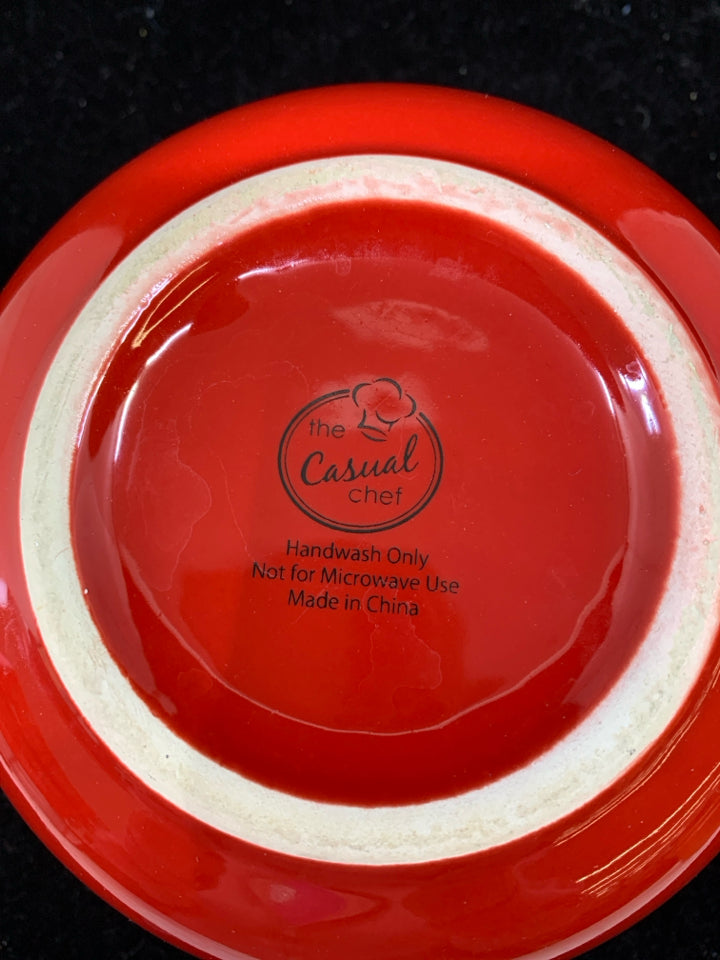 the
Casual
chef
Handwash Only
Not for Microwave Use
Made in China